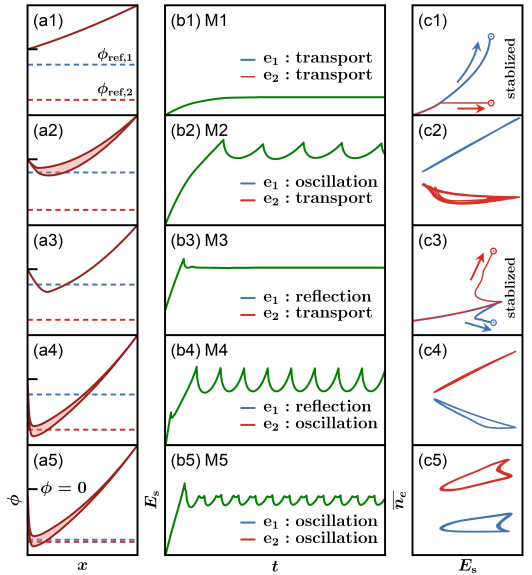 (a1)
ϕref,1
ϕref,2
(b1) M1
e1 : transport
e2 : transport
(c1)
stablized
(a2)
(b2) M2
e1 : oscillation
e2 : transport
(c2)
(a3)
(b3) M3
e1 : reflection
e2 : transport
(c3)
stablized
(a4)
(b4) M4
e1 : reflection
e2 : oscillation
(c4)
(a5)
ϕ = 0
ϕ
x
(b5) M5
e1 : oscillation
e2 : oscillation
Es
t
(c5)
n̅e
Es